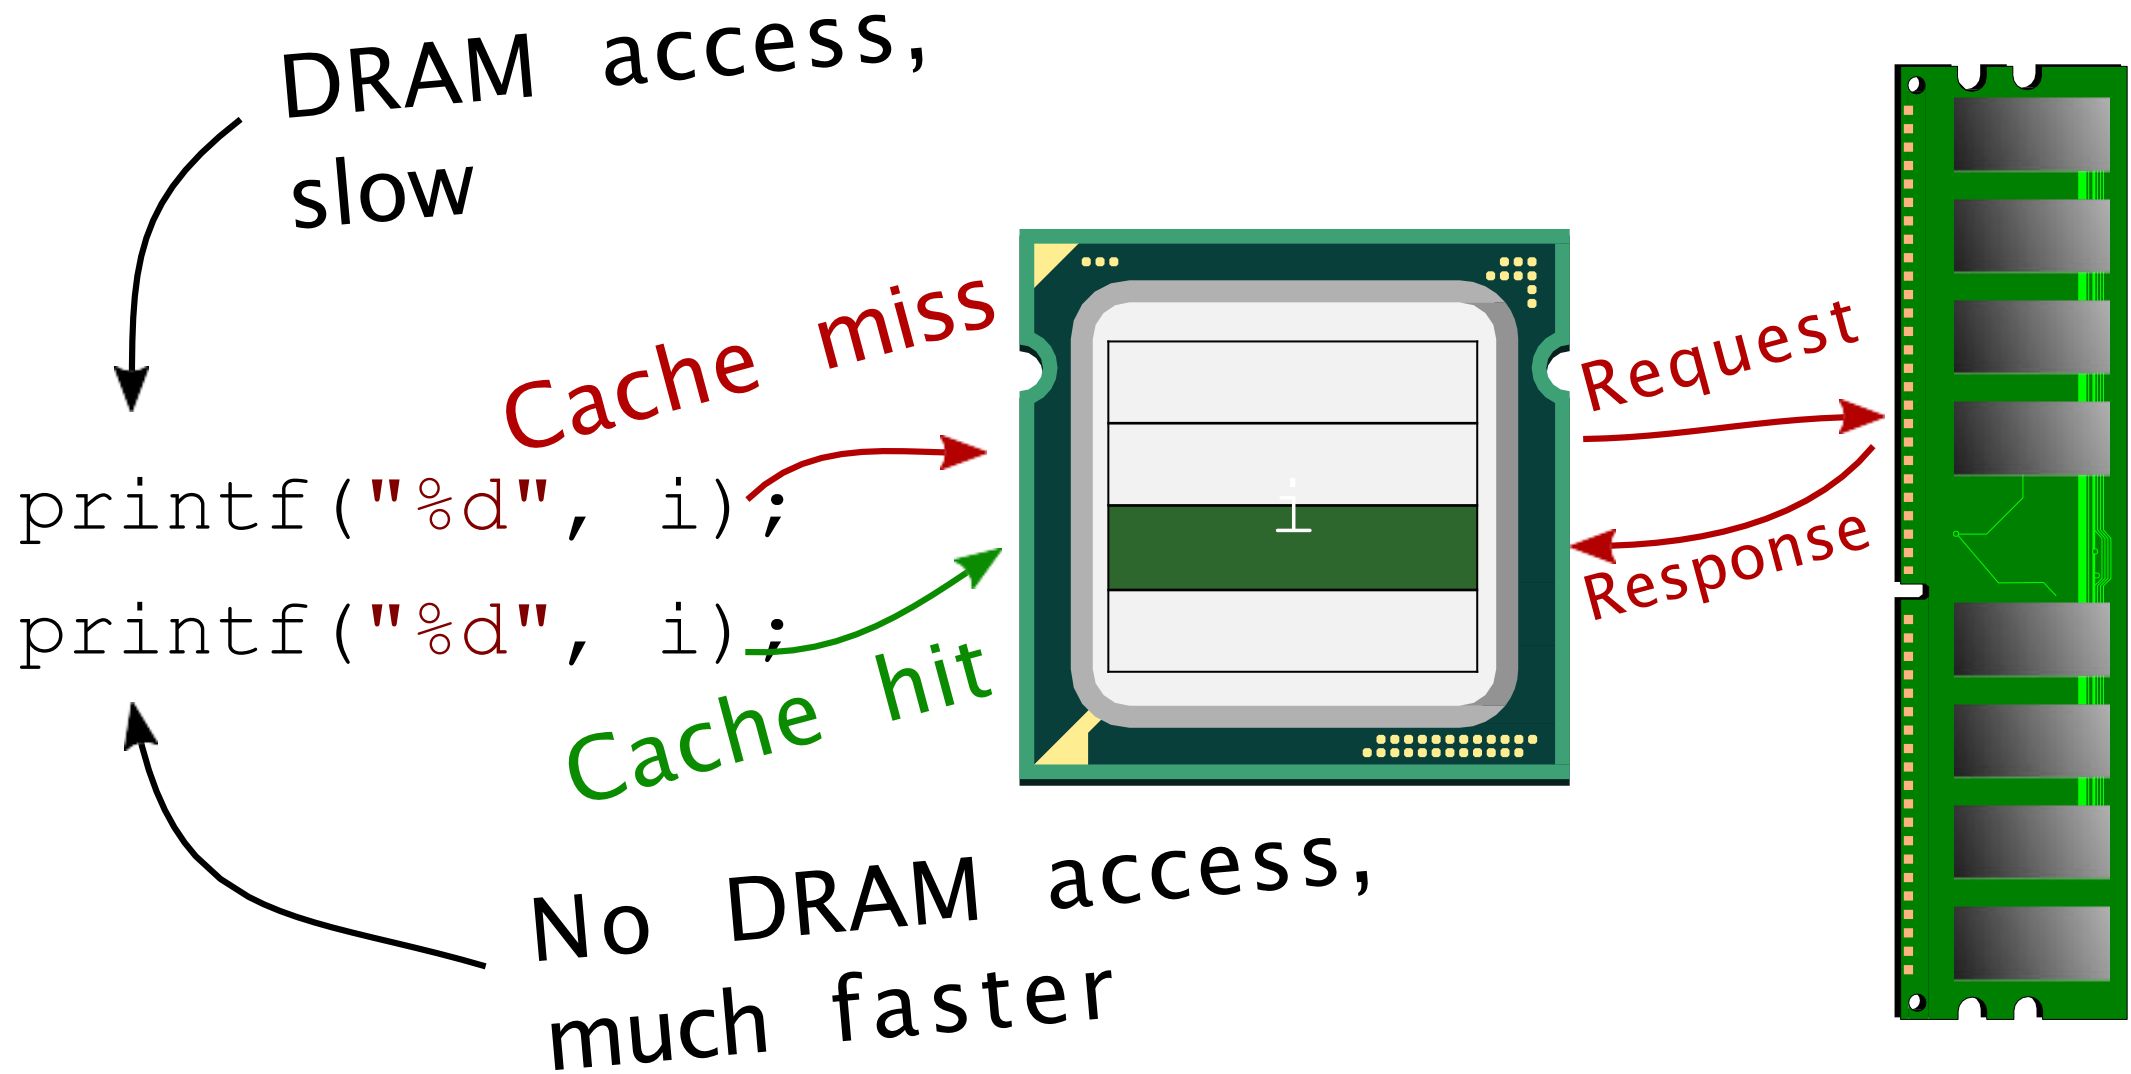 DRAM access,
slow
Cache miss
Request
printf("%d", i);
i
Response
printf("%d", i);
Cache hit
No DRAM access,
much faster